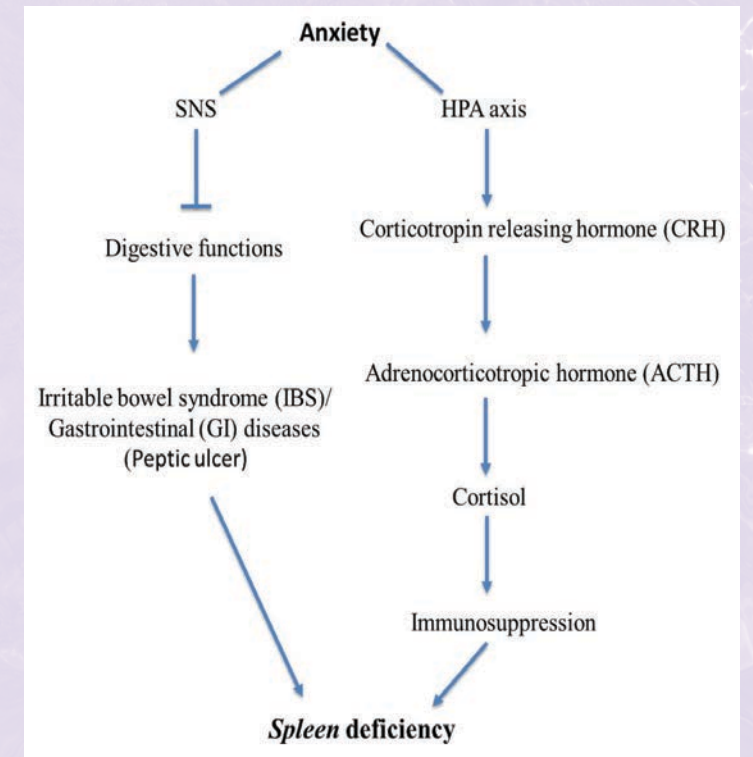 Anxiety
SNS
HPA axis
Digestive functions
Corticotropin releasing hormone (CRH)
Irritable bowel syndrome (IBS)/
Gastrointestinal (GI) diseases
(Peptic ulcer)
Adrenocorticotropic hormone (ACTH)
Cortisol
Immunosuppression
Spleen deficiency